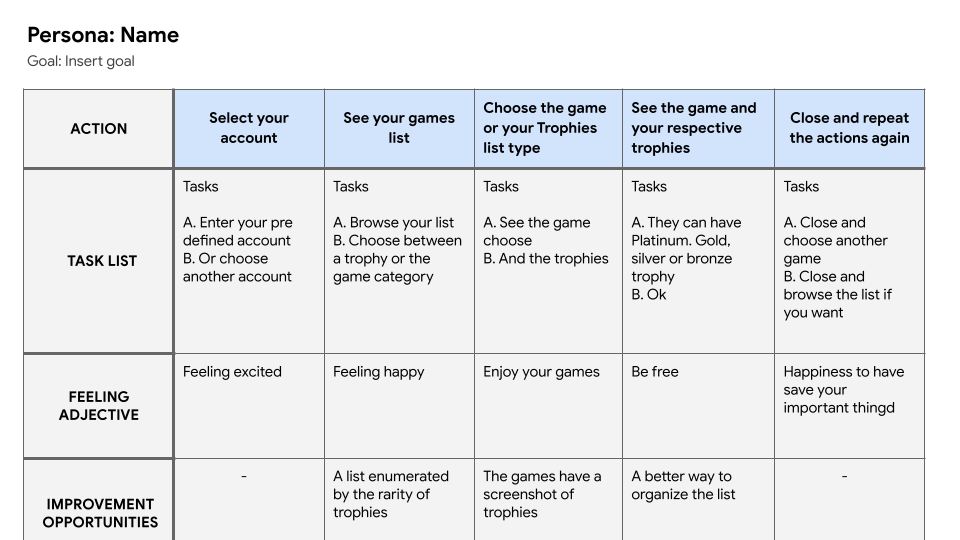 Persona: Name
Goal: Insert goal
ACTION
Select your
account
See your games
list
Choose the game
or your Trophies
list type
See the game and
your respective
trophies
Close and repeat
the actions again
TASK LIST
Tasks
A. Enter your pre
defined account
B. Or choose
another account
Tasks
A. Browse your list
B. Choose between
a trophy or the
game category
Tasks
A. See the game
choose
B. And the trophies
Tasks
A. They can have
Platinum. Gold,
silver or bronze
trophy
B. Ok
Tasks
A. Close and
choose another
game
B. Close and
browse the list if
you want
FEELING
ADJECTIVE
Feeling excited
Feeling happy
Enjoy your games
Be free
Happiness to have
save your
important thingd
IMPROVEMENT
OPPORTUNITIES
-
A list enumerated
by the rarity of
trophies
The games have a
screenshot of
trophies
A better way to
organize the list
-